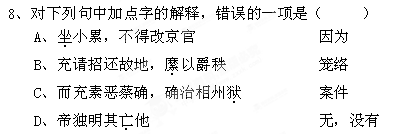 8、对下列句中加点字的解释，错误的一项是（　　）
A、坐小累，不得改京官　　因为
B、充请招还故地，縻以爵秩　　笼络
C、而充素恶蔡确，确治相州狱　　案件
D、帝独明其亡他　　无，没有